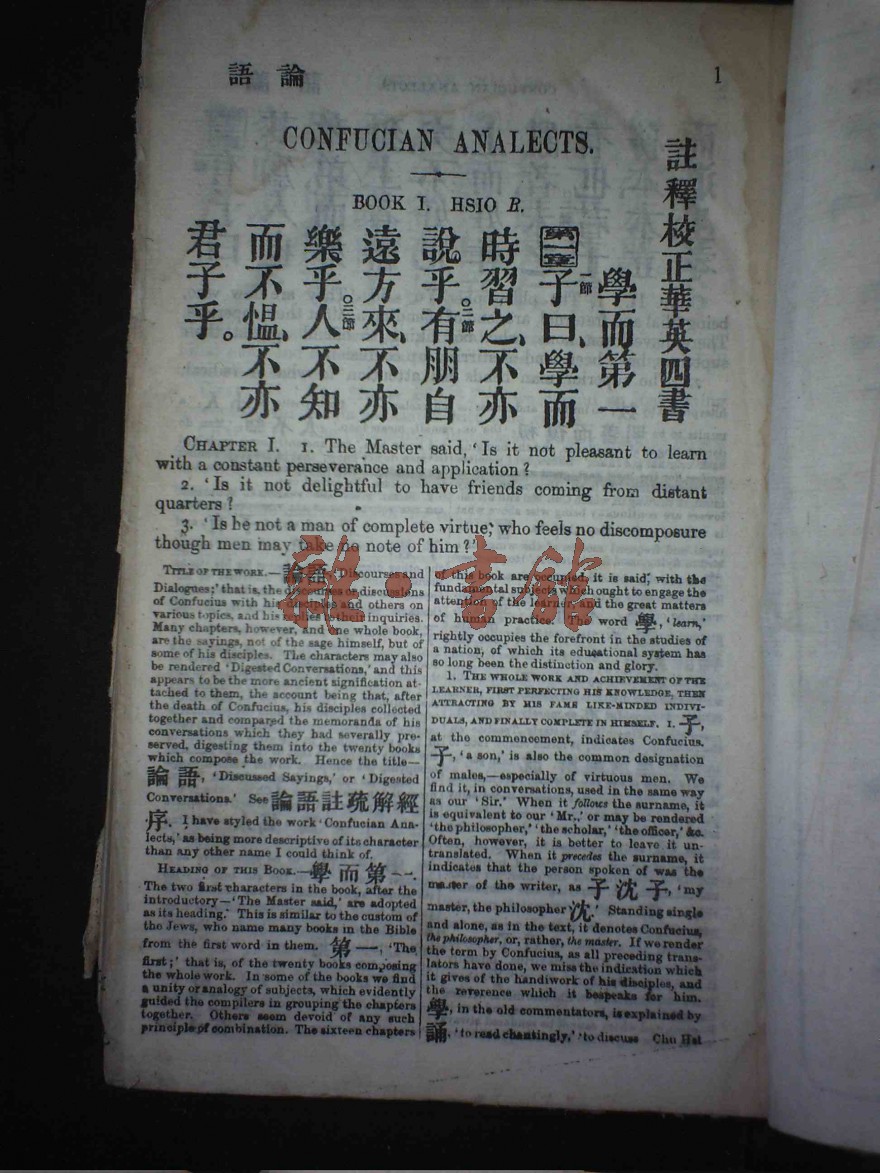 語論
1
CONFUCIAN ANALECTS.
BOOK I. HSIO R.
註釋校正華英四書
學而第一
第一章
一節
子曰、學而
時習之、不亦
說乎。二節有朋自
遠方來、不亦
樂乎。三節人不知
而不慍、不亦
君子乎。
CHAPTER I. 1. The Master said, 'Is it not pleasant to learn
with a constant perseverance and application?
2. 'Is it not delightful to have friends coming from distant
quarters?
3. 'Is he not a man of complete virtue, who feels no discomposure
though men may take no note of him?'
TITLE OF THE WORK.—論語, 'Discourses and
Dialogues;' that is, the discourses or discussions
of Confucius with his disciples and others on
various topics, and his replies to their inquiries.
Many chapters, however, and one whole book,
are the sayings, not of the sage himself, but of
some of his disciples. The characters may also
be rendered 'Digested Conversations,' and this
appears to be the more ancient signification at-
tached to them, the account being that, after
the death of Confucius, his disciples collected
together and compared the memoranda of his
conversations which they had severally pre-
served, digesting them into the twenty books
which compose the work. Hence the title—
論語, 'Discussed Sayings,' or 'Digested
Conversations.' See 論語註疏解經
序. I have styled the work 'Confucian Ana-
lects,' as being more descriptive of its character
than any other name I could think of.
HEADING OF THIS BOOK.—學而第一.
The two first characters in the book, after the
introductory—'The Master said,' are adopted
as its heading. This is similar to the custom of
the Jews, who name many books in the Bible
from the first word in them. 第一, 'The
first;' that is, of the twenty books composing
the whole work. In some of the books we find
a unity or analogy of subjects, which evidently
guided the compilers in grouping the chapters
together. Others seem devoid of any such
principle of combination. The sixteen chapters
of this book are occupied, it is said, with the
fundamental subjects which ought to engage the
attention of the learner, and the great matters
of human practice. The word 學, 'learn,'
rightly occupies the forefront in the studies of
a nation, of which its educational system has
so long been the distinction and glory.
1. THE WHOLE WORK AND ACHIEVEMENT OF THE
LEARNER, FIRST PERFECTING HIS KNOWLEDGE, THEN
ATTRACTING BY HIS FAME LIKE-MINDED INDIVI-
DUALS, AND FINALLY COMPLETE IN HIMSELF. 1. 子,
at the commencement, indicates Confucius.
子, 'a son,' is also the common designation
of males,—especially of virtuous men. We
find it, in conversations, used in the same way
as our 'Sir.' When it follows the surname, it
is equivalent to our 'Mr.,' or may be rendered
'the philosopher,' 'the scholar,' 'the officer,' &c.
Often, however, it is better to leave it un-
translated. When it precedes the surname, it
indicates that the person spoken of was the
master of the writer, as 子沈子, 'my
master, the philosopher 沈.' Standing single
and alone, as in the text, it denotes Confucius,
the philosopher, or, rather, the master. If we render
the term by Confucius, as all preceding trans-
lators have done, we miss the indication which
it gives of the handiwork of his disciples, and
the reverence which it bespeaks for him.
學, in the old commentators, is explained by
誦, 'to read chantingly,' 'to discuss Chu Hsi
龍一書館